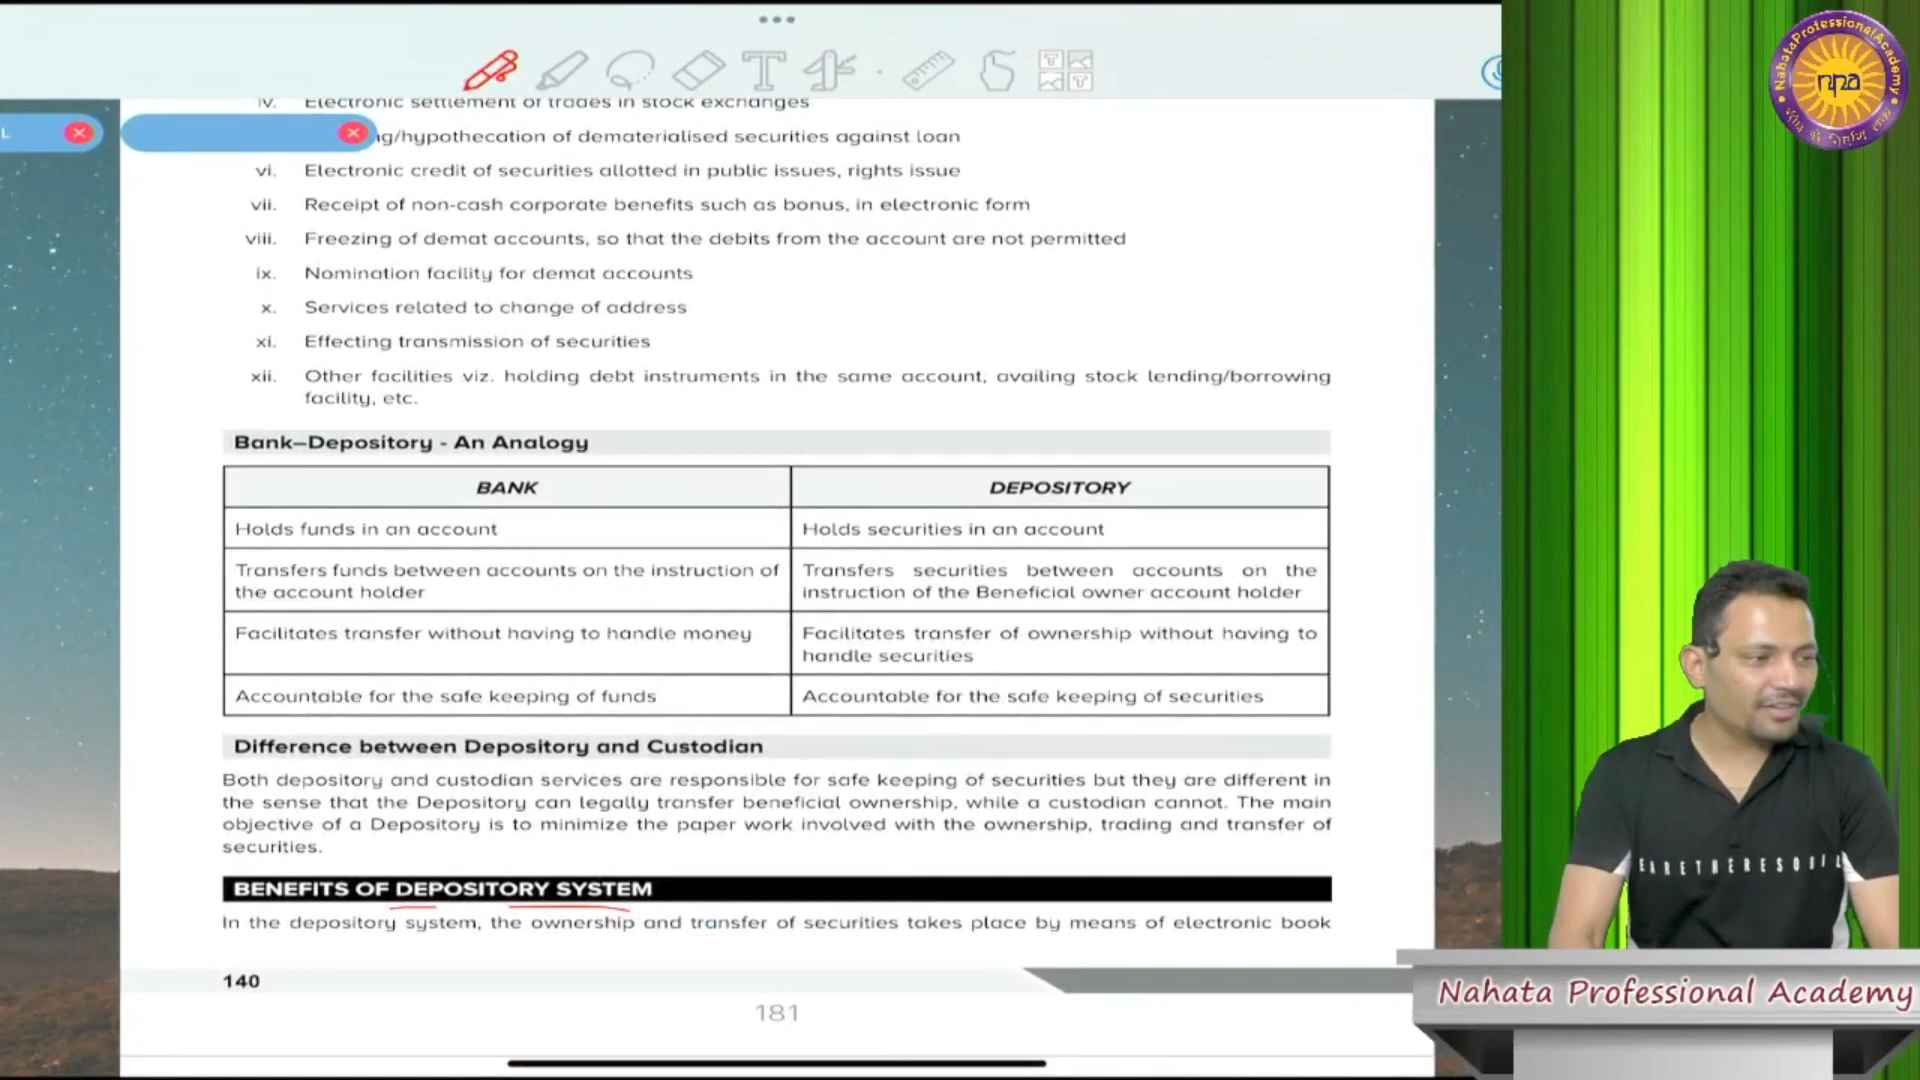 iv. Electronic settlement of trades in stock exchanges
L
ng/hypothecation of dematerialised securities against loan
vi. Electronic credit of securities allotted in public issues, rights issue
vii. Receipt of non-cash corporate benefits such as bonus, in electronic form
viii. Freezing of demat accounts, so that the debits from the account are not permitted
ix. Nomination facility for demat accounts
x. Services related to change of address
xi. Effecting transmission of securities
xii. Other facilities viz. holding debt instruments in the same account, availing stock lending/borrowing
facility, etc.
Bank–Depository - An Analogy
BANK DEPOSITORY
Holds funds in an account Holds securities in an account
Transfers funds between accounts on the instruction of Transfers securities between accounts on the
the account holder instruction of the Beneficial owner account holder
Facilitates transfer without having to handle money Facilitates transfer of ownership without having to
handle securities
Accountable for the safe keeping of funds Accountable for the safe keeping of securities
Difference between Depository and Custodian
Both depository and custodian services are responsible for safe keeping of securities but they are different in
the sense that the Depository can legally transfer beneficial ownership, while a custodian cannot. The main
objective of a Depository is to minimize the paper work involved with the ownership, trading and transfer of
securities.
BENEFITS OF DEPOSITORY SYSTEM
In the depository system, the ownership and transfer of securities takes place by means of electronic book
140
181
NahataProfessionalAcademy
npa
EARETHERESOUL
Nahata Professional Academy